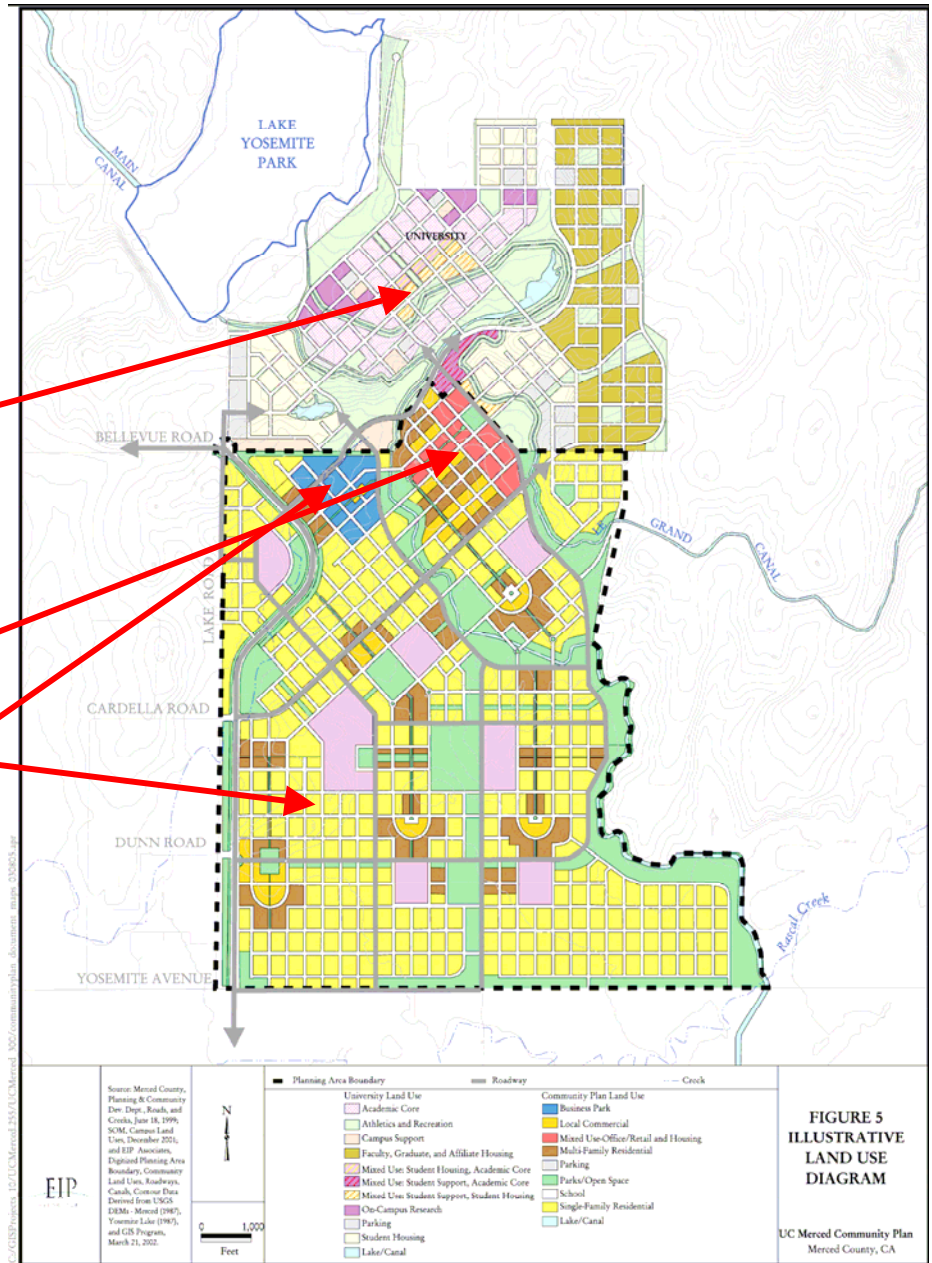 LAKE
YOSEMITE
PARK
MAIN
CANAL
UNIVERSITY
BELLEVUE ROAD
LE GRAND
CANAL
LAKE ROAD
CARDELLA ROAD
DUNN ROAD
Rascal Creek
YOSEMITE AVENUE
Planning Area Boundary
Roadway
Creek
Source: Merced County,
Planning & Community
Dev. Dept., Roads, and
Creeks, June 18, 1999;
SOM, Campus Land
Uses, December 2001;
and EIP Associates,
Digitized Planning Area
Boundary, Community
Land Uses, Roadways,
Canals, Contour Data
Derived from USGS
DEMs - Merced (1987),
Yosemite Lake (1987),
and GIS Program,
March 21, 2002.
EIP
N
0 1,000
Feet
University Land Use
Academic Core
Athletics and Recreation
Campus Support
Faculty, Graduate, and Affiliate Housing
Mixed Use: Student Housing, Academic Core
Mixed Use: Student Support, Academic Core
Mixed Use: Student Support, Student Housing
On-Campus Research
Parking
Student Housing
Lake/Canal
Community Plan Land Use
Business Park
Local Commercial
Mixed Use-Office/Retail and Housing
Multi-Family Residential
Parking
Parks/Open Space
School
Single-Family Residential
Lake/Canal
FIGURE 5
ILLUSTRATIVE
LAND USE
DIAGRAM
UC Merced Community Plan
Merced County, CA